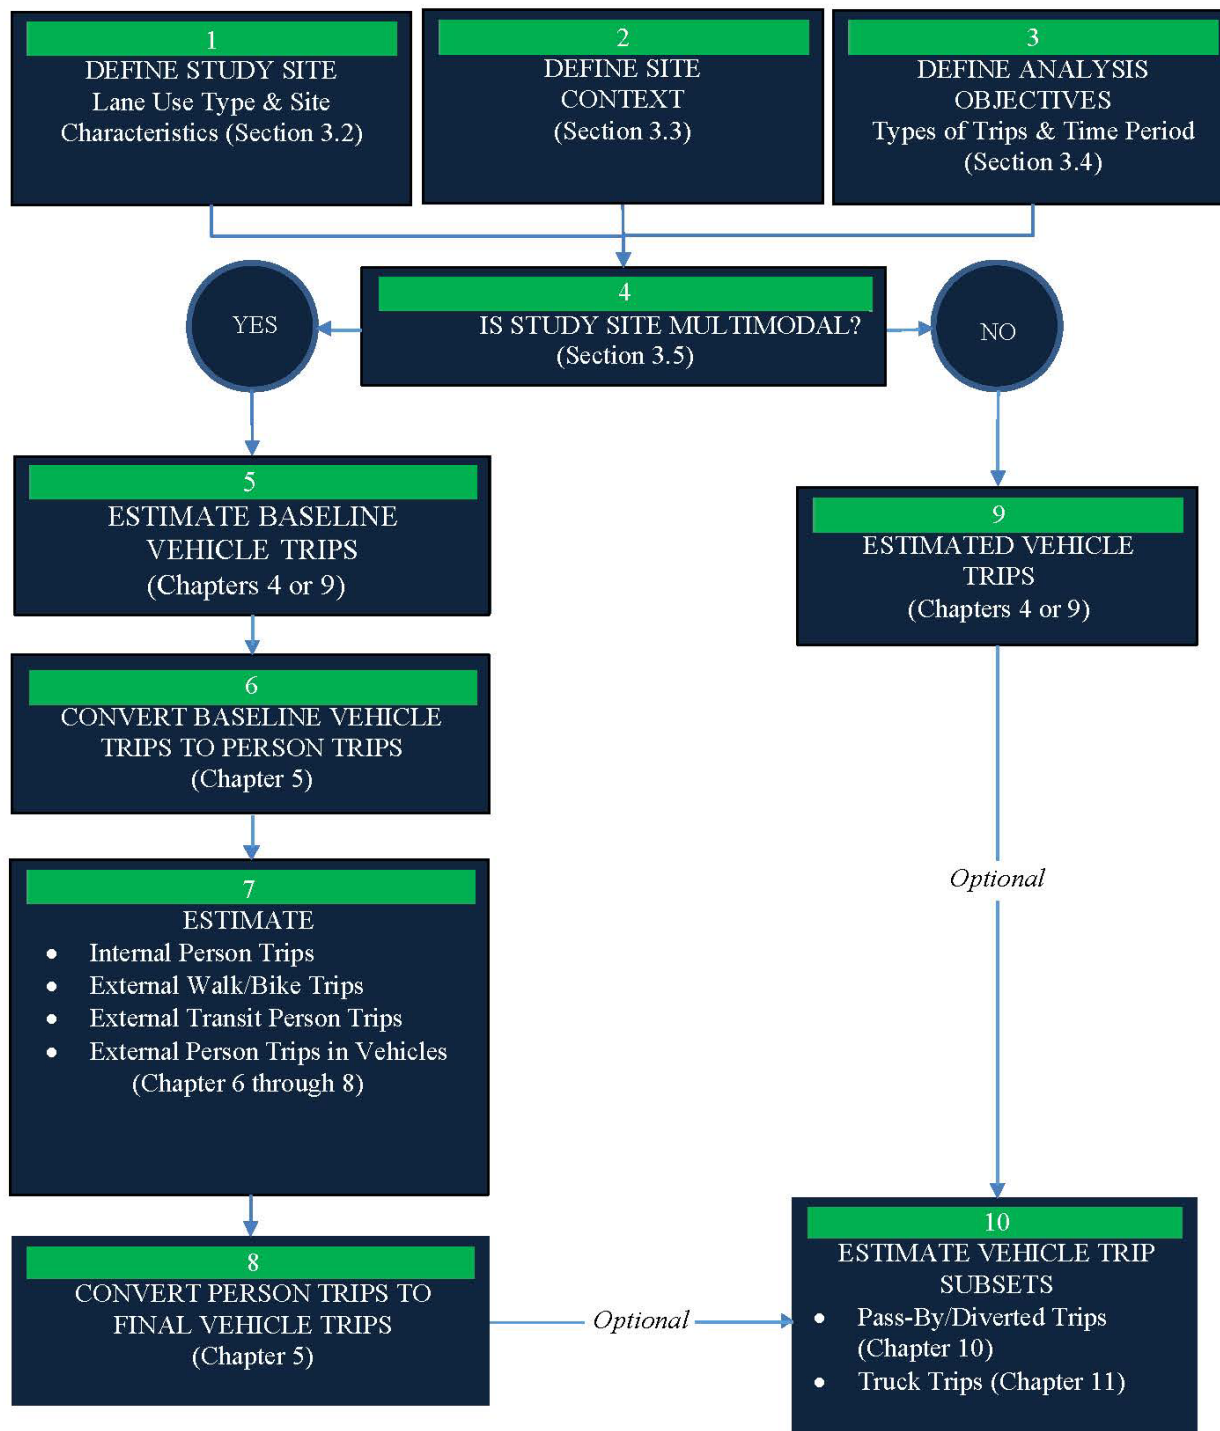 1
DEFINE STUDY SITE
Lane Use Type & Site
Characteristics (Section 3.2)
2
DEFINE SITE
CONTEXT
(Section 3.3)
3
DEFINE ANALYSIS
OBJECTIVES
Types of Trips & Time Period
(Section 3.4)
4
IS STUDY SITE MULTIMODAL?
(Section 3.5)
YES
NO
5
ESTIMATE BASELINE
VEHICLE TRIPS
(Chapters 4 or 9)
6
CONVERT BASELINE VEHICLE
TRIPS TO PERSON TRIPS
(Chapter 5)
7
ESTIMATE
• Internal Person Trips
• External Walk/Bike Trips
• External Transit Person Trips
• External Person Trips in Vehicles
(Chapter 6 through 8)
8
CONVERT PERSON TRIPS TO
FINAL VEHICLE TRIPS
(Chapter 5)
Optional
9
ESTIMATED VEHICLE
TRIPS
(Chapters 4 or 9)
Optional
10
ESTIMATE VEHICLE TRIP
SUBSETS
• Pass-By/Diverted Trips
(Chapter 10)
• Truck Trips (Chapter 11)